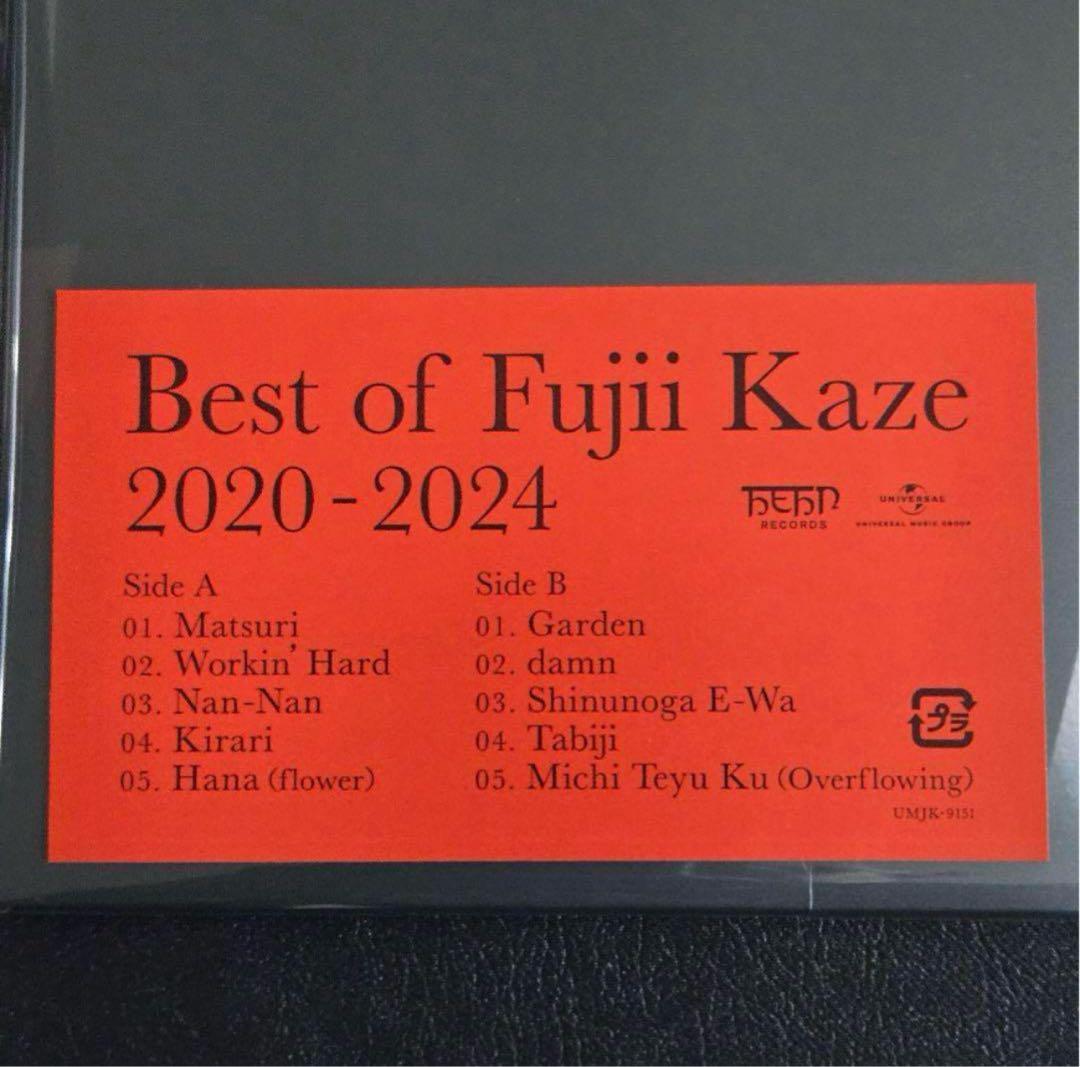 Best of Fujii Kaze
2020-2024
HEHN
RECORDS
UNIVERSAL
UNIVERSAL MUSIC GROUP
Side A
01. Matsuri
02. Workin' Hard
03. Nan-Nan
04. Kirari
05. Hana (flower)
Side B
01. Garden
02. damn
03. Shinunoga E-Wa
04. Tabiji
05. Michi Teyu Ku (Overflowing)
プラ
UMJK-9151